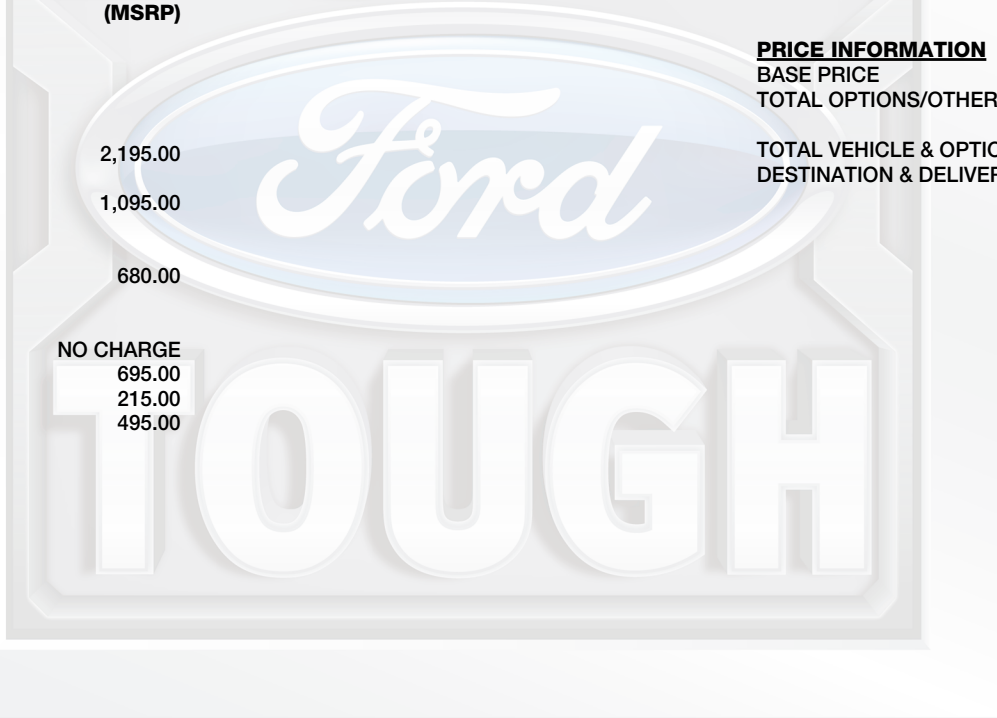 (MSRP)
2,195.00
1,095.00
680.00
NO CHARGE
695.00
215.00
495.00
PRICE INFORMATION
BASE PRICE
TOTAL OPTIONS/OTHER
TOTAL VEHICLE & OPTIO
DESTINATION & DELIVER
Ford
TOUGH